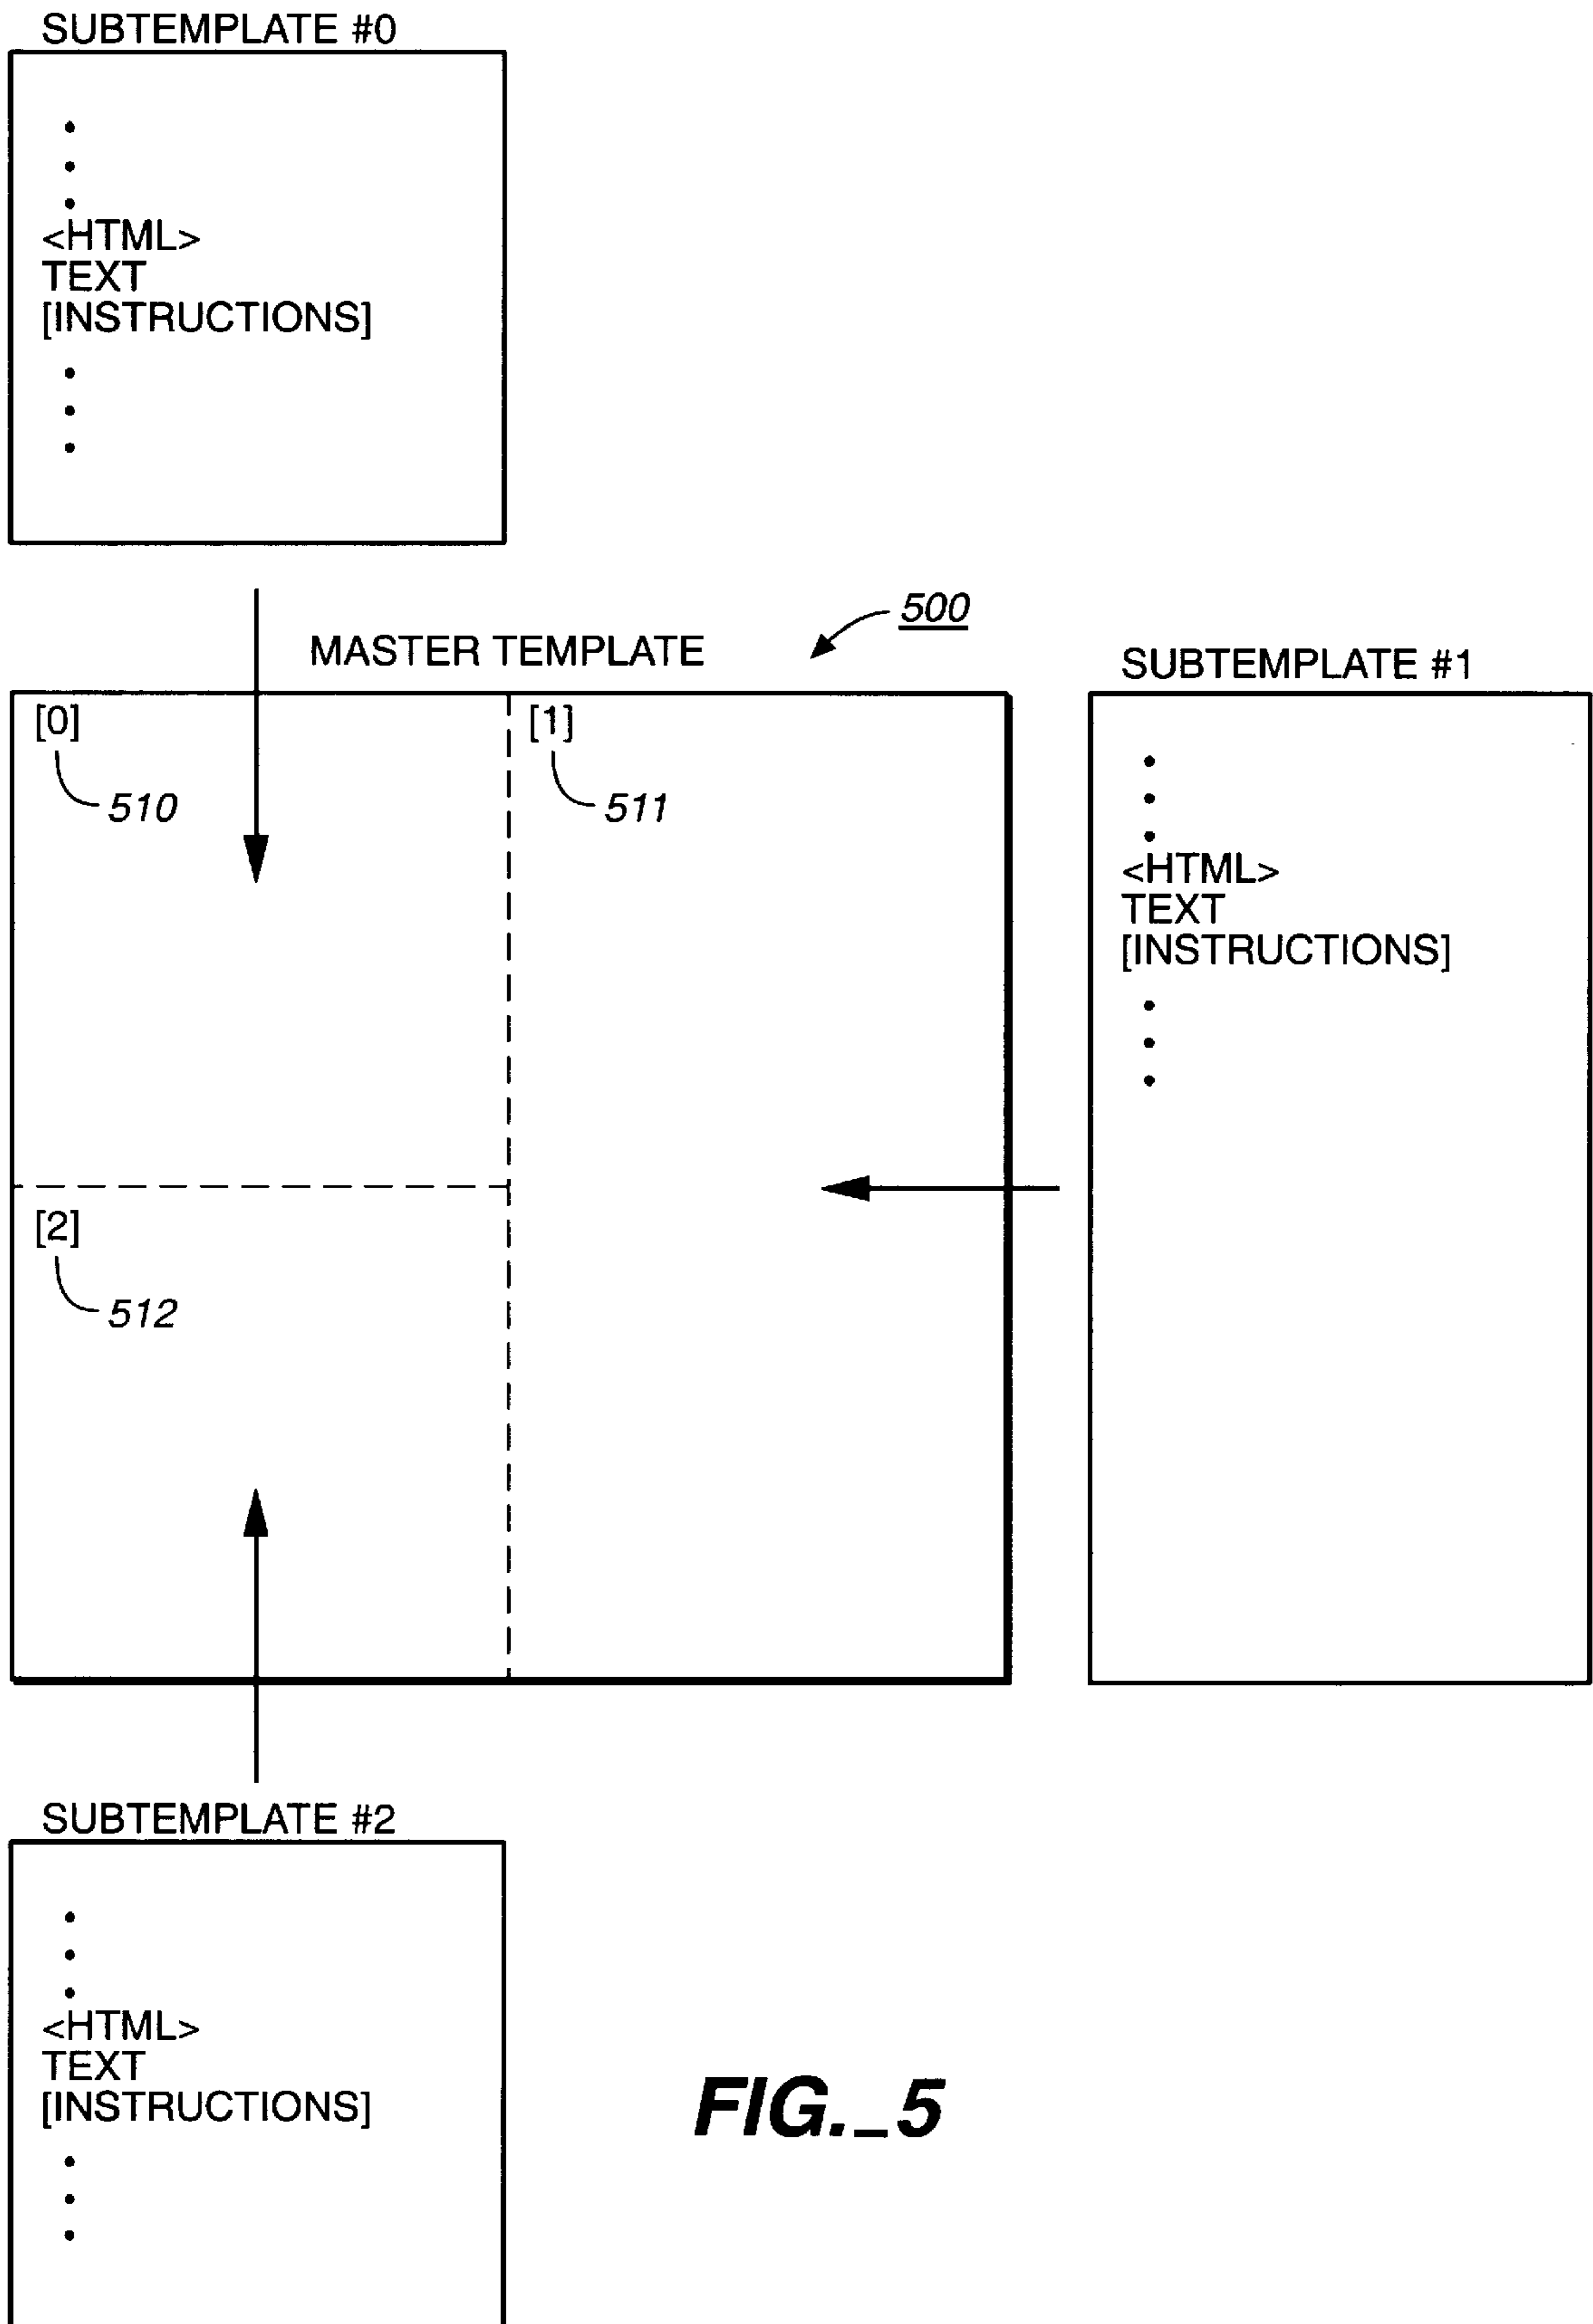 SUBTEMPLATE #0
<HTML>
TEXT
[INSTRUCTIONS]
500
MASTER TEMPLATE
[0]
510
[1]
511
[2]
512
SUBTEMPLATE #1
<HTML>
TEXT
[INSTRUCTIONS]
SUBTEMPLATE #2
<HTML>
TEXT
[INSTRUCTIONS]
FIG._5